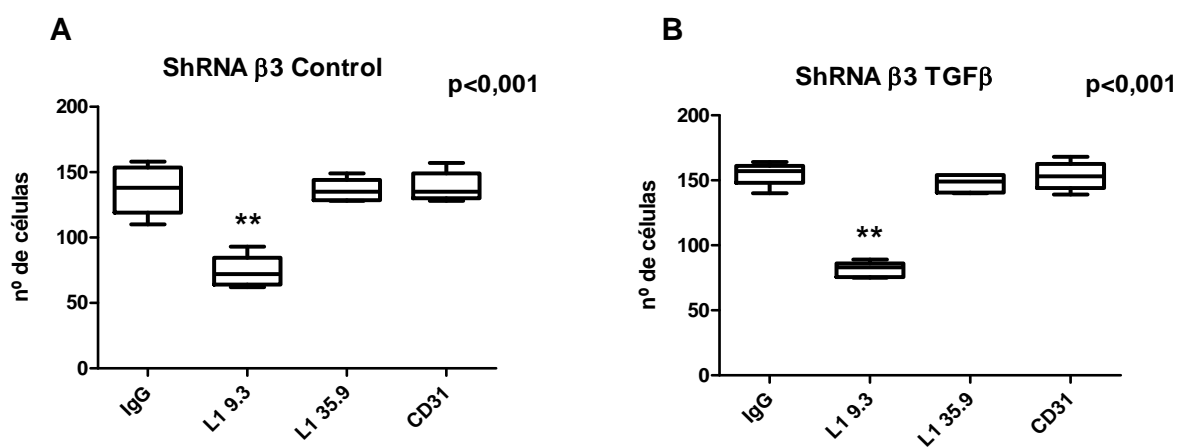 A
ShRNA β3 Control
p<0,001
nº de células
200
150
100
50
0
**
IgG
L1 9.3
L1 35.9
CD31
B
ShRNA β3 TGFβ
p<0,001
nº de células
200
150
100
50
0
**
IgG
L1 9.3
L1 35.9
CD31